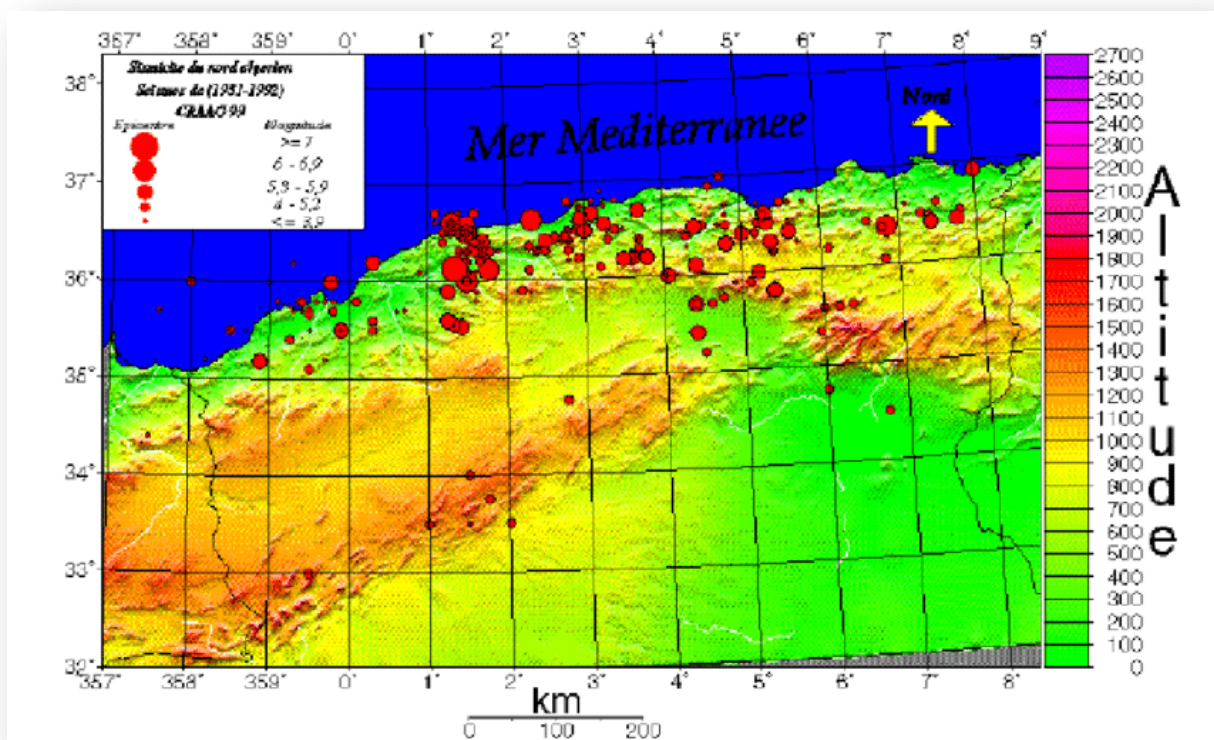 357° 358° 359° 0° 1° 2° 3° 4° 5° 6° 7° 8° 9°
du nord algerien
Seismes de (1981-1992)
CRAAG 99
Epicentre Magnitude
>= 7
6 - 6,9
5,3 - 5,9
4 - 5,2
<= 3,9
Mer Mediterranee
Nord
38°
37°
36°
35°
34°
33°
357° 358° 359° 0° 1° 2° 3° 4° 5° 6° 7° 8°
km
0 100 200
2700
2600
2500
2400
2300
2200
2100
2000
1900
1800
1700
1600
1500
1400
1300
1200
1100
1000
900
800
700
600
500
400
300
200
100
0
Altitude